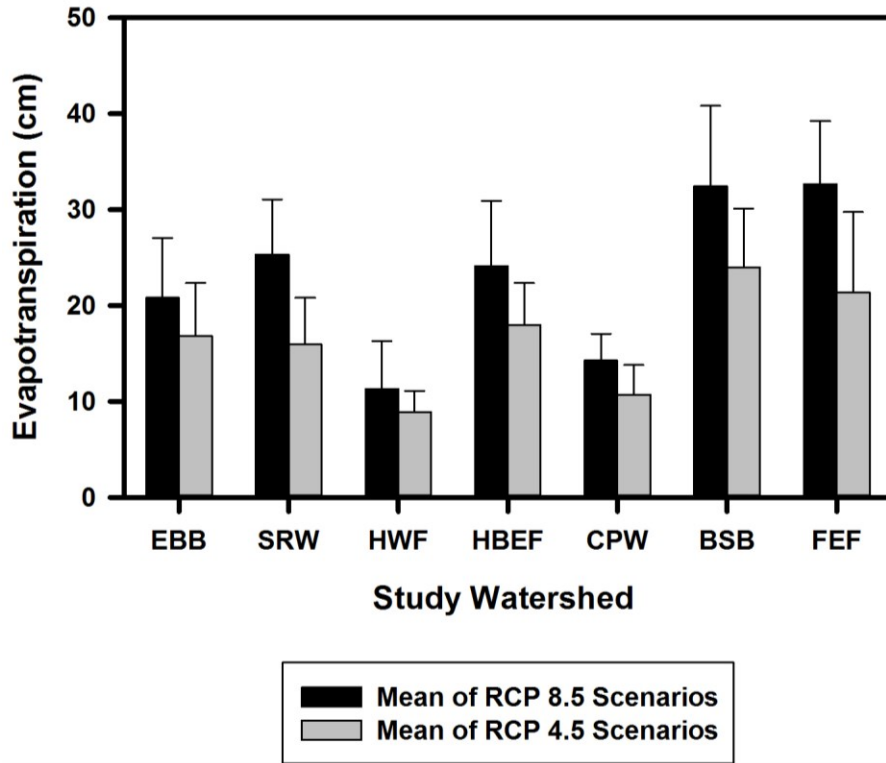 Evapotranspiration (cm)
50
40
30
20
10
0
EBB SRW HWF HBEF CPW BSB FEF
Study Watershed
Mean of RCP 8.5 Scenarios
Mean of RCP 4.5 Scenarios